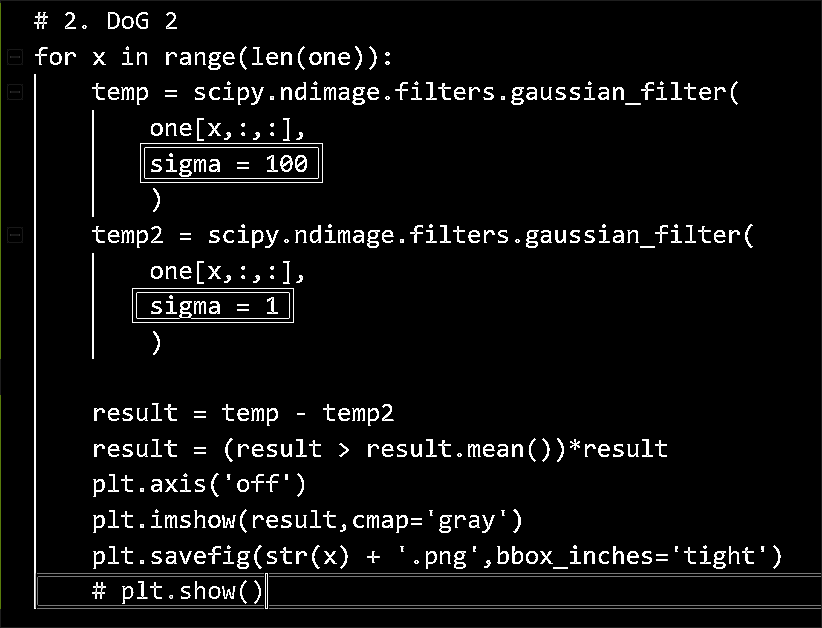 # 2. DoG 2
for x in range(len(one)):
temp = scipy.ndimage.filters.gaussian_filter(
one[x,:,:],
sigma = 100
)
temp2 = scipy.ndimage.filters.gaussian_filter(
one[x,:,:],
sigma = 1
)
result = temp - temp2
result = (result > result.mean())*result
plt.axis('off')
plt.imshow(result,cmap='gray')
plt.savefig(str(x) + '.png',bbox_inches='tight')
# plt.show()